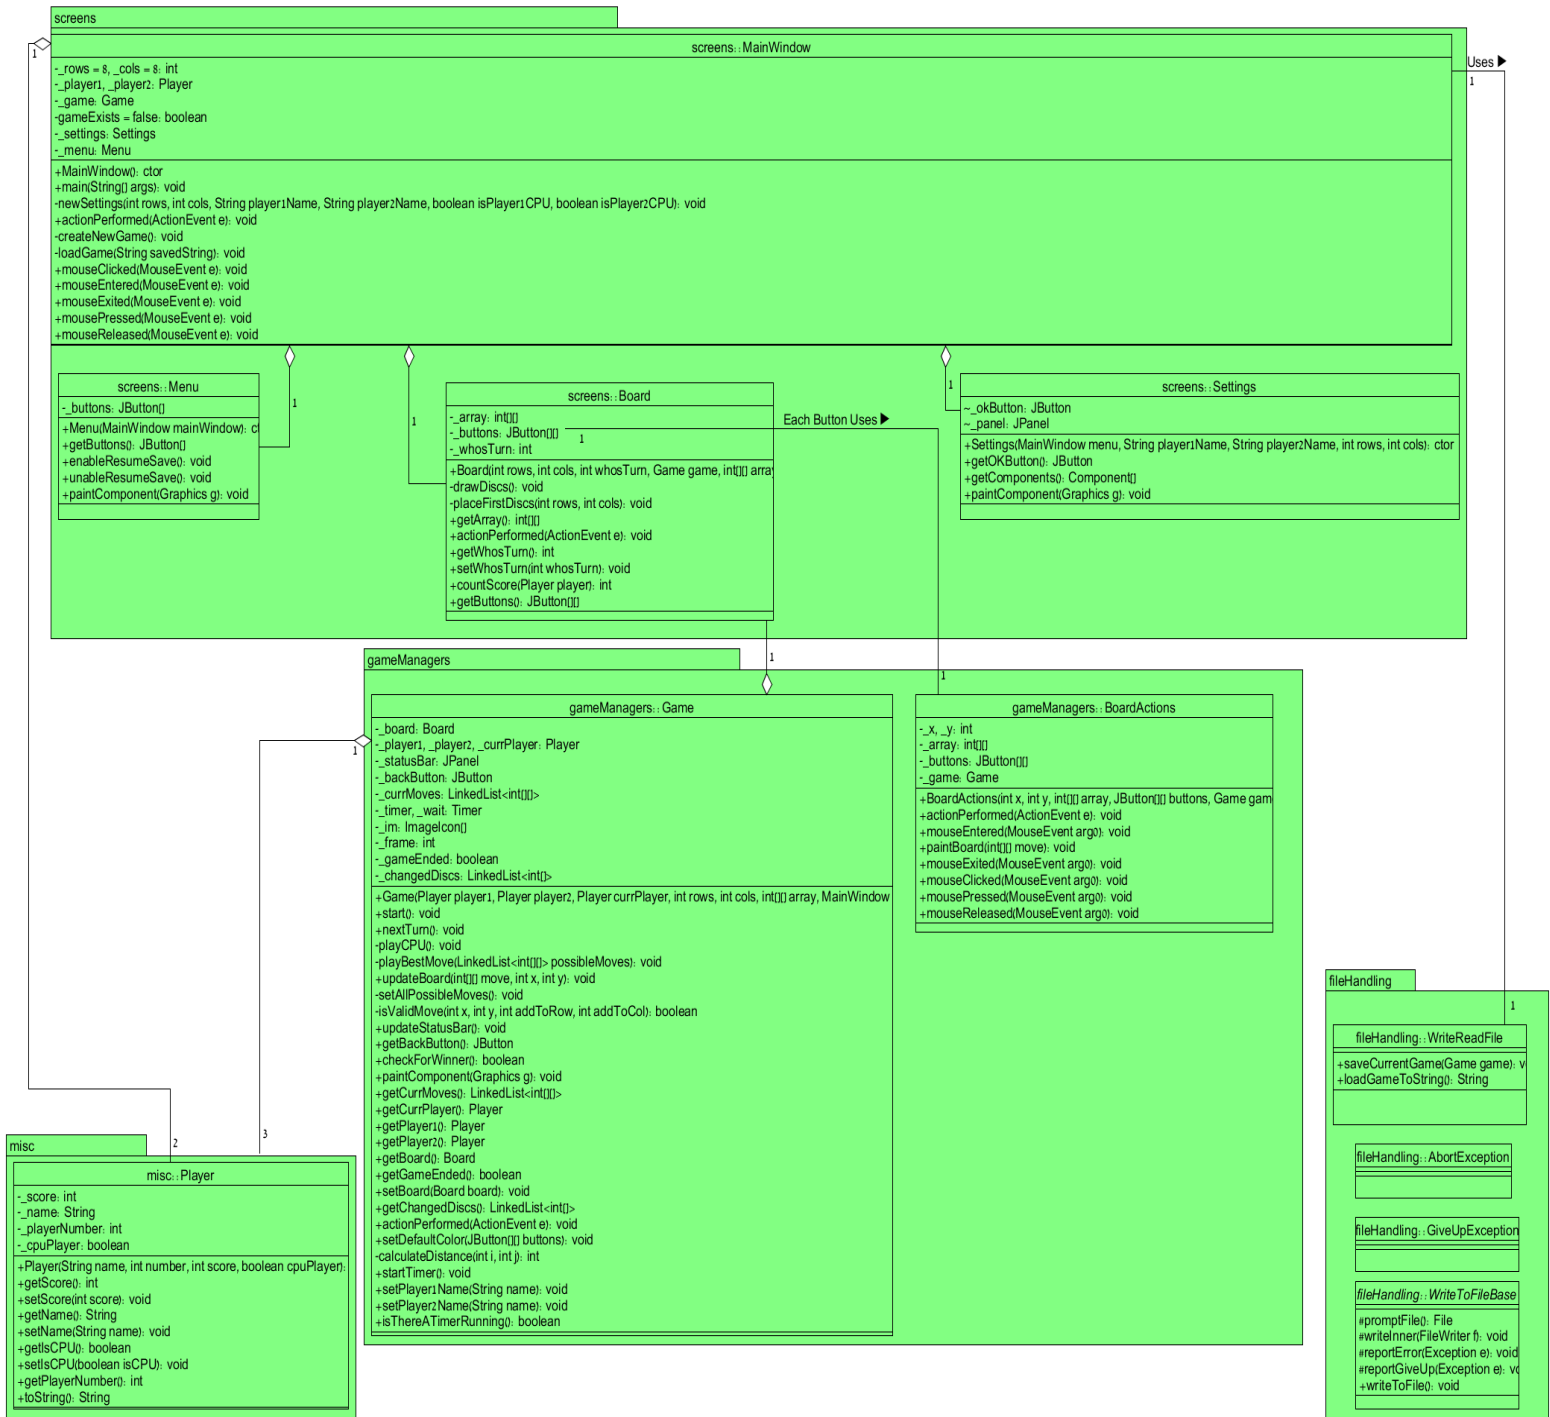 screens
screens::MainWindow
-_rows = 8, _cols = 8: int
-_player1, _player2: Player
-_game: Game
-gameExists = false: boolean
-_settings: Settings
-_menu: Menu
+MainWindow(): ctor
+main(String[] args): void
-newSettings(int rows, int cols, String player1Name, String player2Name, boolean isPlayer1CPU, boolean isPlayer2CPU): void
+actionPerformed(ActionEvent e): void
-createNewGame(): void
-loadGame(String savedString): void
+mouseClicked(MouseEvent e): void
+mouseEntered(MouseEvent e): void
+mouseExited(MouseEvent e): void
+mousePressed(MouseEvent e): void
+mouseReleased(MouseEvent e): void
1
Uses
1
screens::Menu
-_buttons: JButton[]
+Menu(MainWindow mainWindow): ct
+getButtons(): JButton[]
+enableResumeSave(): void
+unableResumeSave(): void
+paintComponent(Graphics g): void
1
1
screens::Board
-_array: int[][]
-_buttons: JButton[][]
-_whosTurn: int
+Board(int rows, int cols, int whosTurn, Game game, int[][] array
-drawDiscs(): void
-placeFirstDiscs(int rows, int cols): void
+getArray(): int[][]
+actionPerformed(ActionEvent e): void
+getWhosTurn(): int
+setWhosTurn(int whosTurn): void
+countScore(Player player): int
+getButtons(): JButton[][]
Each Button Uses
1
1
screens::Settings
~_okButton: JButton
~_panel: JPanel
+Settings(MainWindow menu, String player1Name, String player2Name, int rows, int cols): ctor
+getOKButton(): JButton
+getComponents(): Component[]
+paintComponent(Graphics g): void
gameManagers
1
1
1
gameManagers::Game
-_board: Board
-_player1, _player2, _currPlayer: Player
-_statusBar: JPanel
-_backButton: JButton
-_currMoves: LinkedList<int[][]>
-_timer, _wait: Timer
-_im: ImageIcon[]
-_frame: int
-_gameEnded: boolean
-_changedDiscs: LinkedList<int[]>
+Game(Player player1, Player player2, Player currPlayer, int rows, int cols, int[][] array, MainWindow
+start(): void
+nextTurn(): void
-playCPU(): void
-playBestMove(LinkedList<int[][]> possibleMoves): void
+updateBoard(int[][] move, int x, int y): void
-setAllPossibleMoves(): void
-isValidMove(int x, int y, int addToRow, int addToCol): boolean
+updateStatusBar(): void
+getBackButton(): JButton
+checkForWinner(): boolean
+paintComponent(Graphics g): void
+getCurrMoves(): LinkedList<int[][]>
+getCurrPlayer(): Player
+getPlayer1(): Player
+getPlayer2(): Player
+getBoard(): Board
+getGameEnded(): boolean
+setBoard(Board board): void
+getChangedDiscs(): LinkedList<int[]>
+actionPerformed(ActionEvent e): void
+setDefaultColor(JButton[][] buttons): void
-calculateDistance(int i, int j): int
+startTimer(): void
+setPlayer1Name(String name): void
+setPlayer2Name(String name): void
+isThereATimerRunning(): boolean
gameManagers::BoardActions
-_x, _y: int
-_array: int[][]
-_buttons: JButton[][]
-_game: Game
+BoardActions(int x, int y, int[][] array, JButton[][] buttons, Game gam
+actionPerformed(ActionEvent e): void
+mouseEntered(MouseEvent arg0): void
+paintBoard(int[][] move): void
+mouseExited(MouseEvent arg0): void
+mouseClicked(MouseEvent arg0): void
+mousePressed(MouseEvent arg0): void
+mouseReleased(MouseEvent arg0): void
misc
2
3
misc::Player
-_score: int
-_name: String
-_playerNumber: int
-_cpuPlayer: boolean
+Player(String name, int number, int score, boolean cpuPlayer):
+getScore(): int
+setScore(int score): void
+getName(): String
+setName(String name): void
+getIsCPU(): boolean
+setIsCPU(boolean isCPU): void
+getPlayerNumber(): int
+toString(): String
fileHandling
1
fileHandling::WriteReadFile
+saveCurrentGame(Game game): v
+loadGameToString(): String
fileHandling::AbortException
fileHandling::GiveUpException
fileHandling::WriteToFileBase
#promptFile(): File
#writeInner(FileWriter f): void
#reportError(Exception e): void
#reportGiveUp(Exception e): vo
+writeToFile(): void